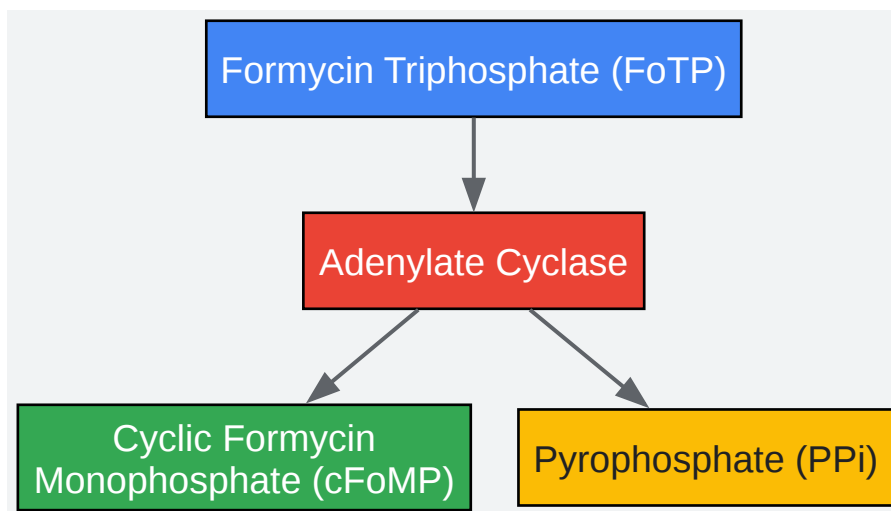 Formycin Triphosphate (FoTP)
Adenylate Cyclase
Cyclic Formycin
Monophosphate (cFoMP)
Pyrophosphate (PPi)